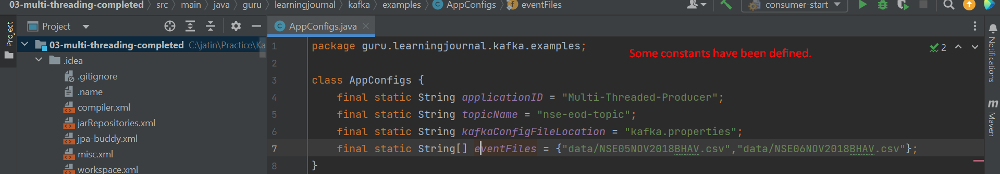 03-multi-threading-completed src main java guru learningjournal kafka examples AppConfigs eventFiles consumer-start
Project
Project
AppConfigs.java
03-multi-threading-completed C:\jatin\Practice\Ka
.idea
.gitignore
.name
compiler.xml
jarRepositories.xml
jpa-buddy.xml
misc.xml
workspace.xml
1 package guru.learningjournal.kafka.examples;
Some constants have been defined.
2
2
3 class AppConfigs {
4 final static String applicationID = "Multi-Threaded-Producer";
5 final static String topicName = "nse-eod-topic";
6 final static String kafkaConfigFileLocation = "kafka.properties";
7 final static String[] eventFiles = {"data/NSE05NOV2018BHAV.csv","data/NSE06NOV2018BHAV.csv"};
8 }
Notifications
m Maven